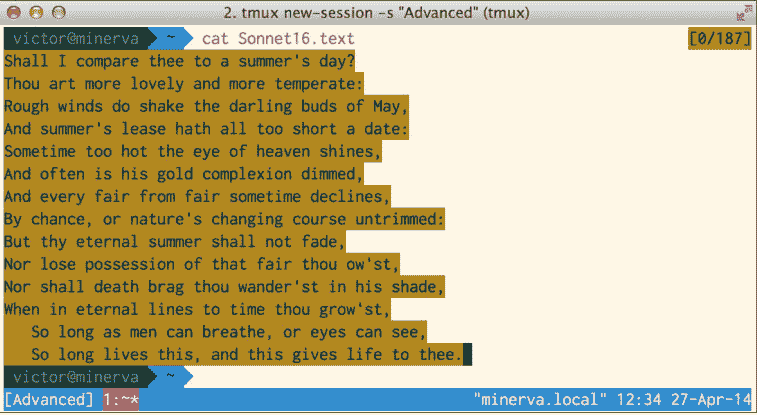 2. tmux new-session -s "Advanced" (tmux)
victor@minerva ~ cat Sonnet16.text [0/187]
Shall I compare thee to a summer's day?
Thou art more lovely and more temperate:
Rough winds do shake the darling buds of May,
And summer's lease hath all too short a date:
Sometime too hot the eye of heaven shines,
And often is his gold complexion dimmed,
And every fair from fair sometime declines,
By chance, or nature's changing course untrimmed:
But thy eternal summer shall not fade,
Nor lose possession of that fair thou ow'st,
Nor shall death brag thou wander'st in his shade,
When in eternal lines to time thou grow'st,
   So long as men can breathe, or eyes can see,
   So long lives this, and this gives life to thee.
victor@minerva ~
[Advanced] 1:~* "minerva.local" 12:34 27-Apr-14